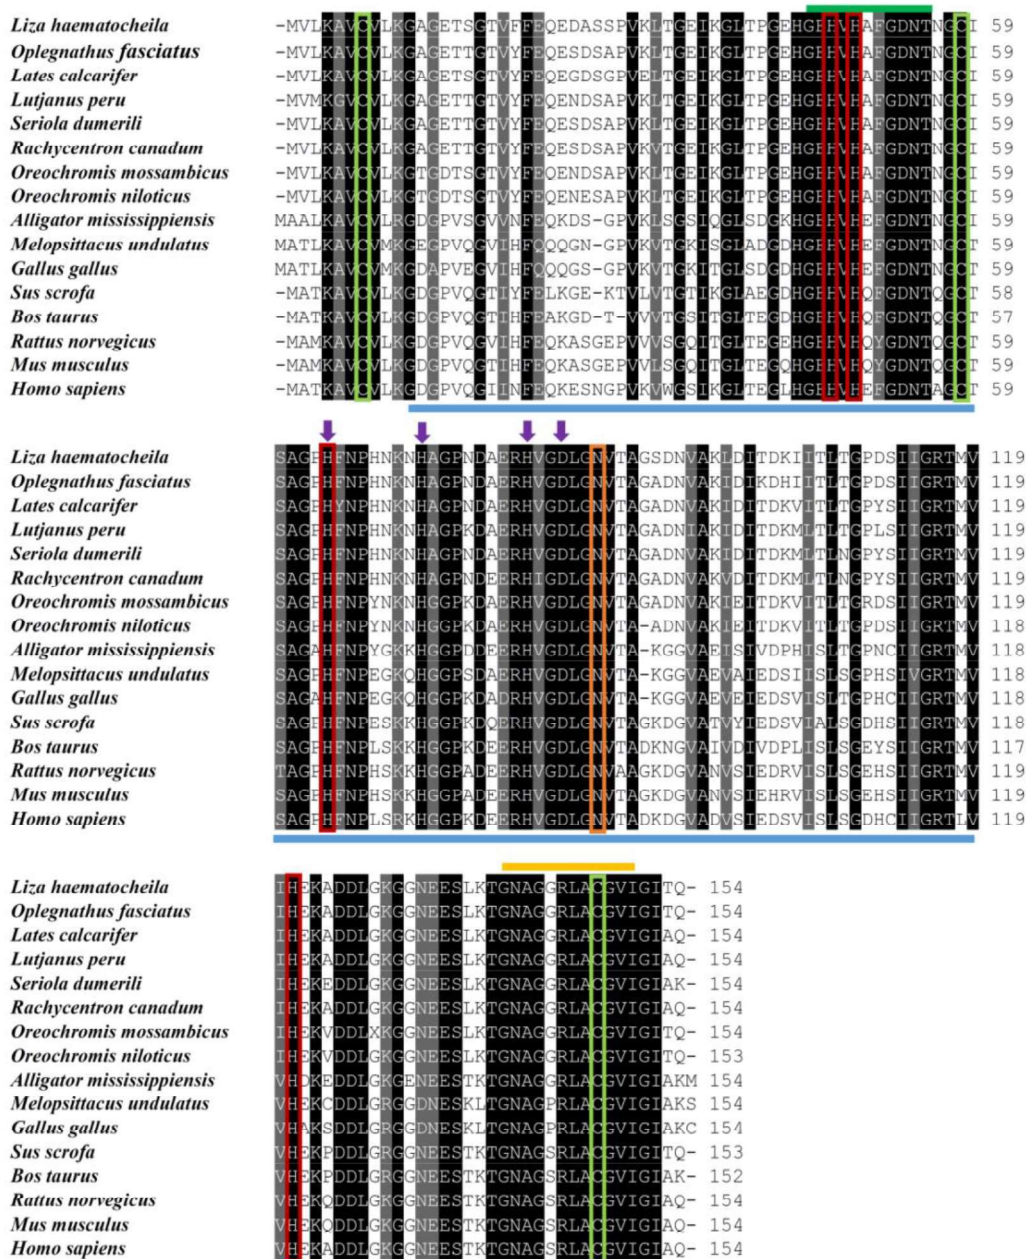 Liza haematocheila -MVLKAVCVLKGAGETSGTVFFEQEDASSPVKLTGEIKGLTPGEHGFHVHAFGDNTNGCI 59
Oplegnathus fasciatus -MVLKAVCVLKGAGETSGTVYFEQESDSAPVKLTGEIKGLTPGEHGFHVHAFGDNTNGCI 59
Lates calcarifer -MVLKAVCVLKGAGETSGTVYFEQEGDSGPVELTGEIKGLTPGEHGFHVHAFGDNTNGCI 59
Lutjanus peru -MVMKGVCVLKGAGETTGTVYFEQENDSAPVKLTGEIKGLTPGEHGFHVHAFGDNTNGCI 59
Seriola dumerili -MVLKAVCVLKGAGETTGTVYFEQESDSAPVKLTGEIKGLTPGEHGFHVHAFGDNTNGCI 59
Rachycentron canadum -MVLKAVCVLKGAGETTGTVYFEQESDSAPVKLTGEIKGLTPGEHGFHVHAFGDNTNGCI 59
Oreochromis mossambicus -MVLKAVCVLKGTGDTSGTVYFEQENDSAPVKLTGEIKGLTPGEHGFHVHAFGDNTNGCI 59
Oreochromis niloticus -MVLKAVCVLKGTGDTSGTVYFEQENESAPVKLTGEIKGLTPGEHGFHVHAFGDNTNGCI 59
Alligator mississippiensis MAALKAVCVLRGDGPVSGVVNFEQKDS-GPVKLSGSIQGLSDGKHGFHVHEFGDNTNGCI 59
Melopsittacus undulatus MATLKAVCVMKGEGPVQGVIHFQQQGN-GPVKVTGKISGLADGDHGFHVHEFGDNTNGCT 59
Gallus gallus MATLKAVCVMKGDAPVEGVIHFQQQGS-GPVKVTGKITGLSDGDHGFHVHEFGDNTNGCT 59
Sus scrofa -MATKAVCVLKGDGPVQGTIYFELKGE-KTVLVTGTIKGLAEGDHGFHVHQFGDNTQGCT 58
Bos taurus -MATKAVCVLKGDGPVQGTIHFEAKGD-T-VVVTGSITGLTEGDHGFHVHQFGDNTQGCT 57
Rattus norvegicus -MAMKAVCVLKGDGPVQGVIHFEQKASGEPVVVSGQITGLTEGEHGFHVHQYGDNTQGCT 59
Mus musculus -MAMKAVCVLKGDGPVQGTIHFEQKASGEPVVLSGQITGLTEGQHGFHVHQYGDNTQGCT 59
Homo sapiens -MATKAVCVLKGDGPVQGIINFEQKESNGPVKVWGSIKGLTEGLHGFHVHEFGDNTAGCT 59
Liza haematocheila SAGPHFNPHNKNHAGPNDAERHVGDLGNVTAGSDNVAKLDITDKIITLTGPDSIIGRTMV 119
Oplegnathus fasciatus SAGPHFNPHNKNHAGPNDAERHVGDLGNVTAGADNVAKIDIKDHIITLTGPDSIIGRTMV 119
Lates calcarifer SAGPHYNPHNKNHAGPNDAERHVGDLGNVTAGADNVAKIDITDKVITLTGPYSIIGRTMV 119
Lutjanus peru SAGPHFNPHNKNHAGPNDAERHVGDLGNVTAGADNIAKIDITDKMLTLTGPLSIIGRTMV 119
Seriola dumerili SAGPHFNPHNKNHAGPNDAERHVGDLGNVTAGADNVAKIDITDKMLTLNGPYSIIGRTMV 119
Rachycentron canadum SAGPHFNPHNKNHAGPNDEERHIGDLGNVTAGADNVAKVDITDKMLTLNGPYSIIGRTMV 119
Oreochromis mossambicus SAGPHFNPYNKNHGGPKDAERHVGDLGNVTAGADNVAKIEITDKVITLTGRDSIIGRTMV 119
Oreochromis niloticus SAGPHFNPYNKNHGGPKDAERHVGDLGNVTA-ADNVAKIEITDKVITLTGPDSIIGRTMV 118
Alligator mississippiensis SAGAHFNPYGKKHGGPDDEERHVGDLGNVTA-KGGVAEISIVDPHISLTGPNCIIGRTMV 118
Melopsittacus undulatus SAGPHFNPEGKQHGGPSDAERHVGDLGNVTA-KGGVAEVAIEDSIISLSGPHSIVGRTMV 118
Gallus gallus SAGAHFNPEGKQHGGPKDADRHVGDLGNVTA-KGGVAEVEIEDSVISLTGPHCIIGRTMV 118
Sus scrofa SAGPHFNPESKKHGGPKDQERHVGDLGNVTAGKDGVATVYIEDSVIALSGDHSIIGRTMV 118
Bos taurus SAGPHFNPLSKKHGGPKDEERHVGDLGNVTADKNGVAIVDIVDPLISLSGEYSIIGRTMV 117
Rattus norvegicus TAGPHFNPHSKKHGGPADEERHVGDLGNVAAGKDGVANVSIEDRVISLSGEHSIIGRTMV 119
Mus musculus SAGPHFNPHSKKHGGPADEERHVGDLGNVTAGKDGVANVSIEHRVISLSGEHSIIGRTMV 119
Homo sapiens SAGPHFNPLSRKHGGPKDEERHVGDLGNVTADKDGVADVSIEDSVISLSGDHCIIGRTLV 119
Liza haematocheila IHEKADDLGKGGNEESLKTGNAGGRLACGVIGITQ- 154
Oplegnathus fasciatus IHEKADDLGKGGNEESLKTGNAGGRLACGVIGITQ- 154
Lates calcarifer IHEKADDLGKGGNEESLKTGNAGGRLACGVIGIAQ- 154
Lutjanus peru IHEKADDLGKGGNEESLKTGNAGGRLACGVIGIAQ- 154
Seriola dumerili IHEKEDDLGKGGNEESLKTGNAGGRLACGVIGIAK- 154
Rachycentron canadum IHEKADDLGKGGNEESLKTGNAGGRLACGVIGIAQ- 154
Oreochromis mossambicus IHEKVDDLXKGGNEESLKTGNAGGRLACGVIGITQ- 154
Oreochromis niloticus IHEKVDDLGKGGNEESLKTGNAGGRLACGVIGITQ- 153
Alligator mississippiensis VHDKEDDLGKGENEESTKTGNAGGRLACGVIGIAKM 154
Melopsittacus undulatus VHEKCDDLGRGGDNESKLTGNAGPRLACGVIGIAKS 154
Gallus gallus VHAKSDDLGRGGDNESKLTGNAGPRLACGVIGIAKC 154
Sus scrofa VHEKPDDLGRGGNEESTKTGNAGSRLACGVIGITQ- 153
Bos taurus VHEKPDDLGRGGNEESTKTGNAGSRLACGVIGIAK- 152
Rattus norvegicus VHEKQDDLGKGGNEESTKTGNAGSRLACGVIGIAQ- 154
Mus musculus VHEKQDDLGKGGNEESTKTGNAGSRLACGVIGIAQ- 154
Homo sapiens VHEKADDLGKGGNEESTKTGNAGSRLACGVIGIAQ- 154